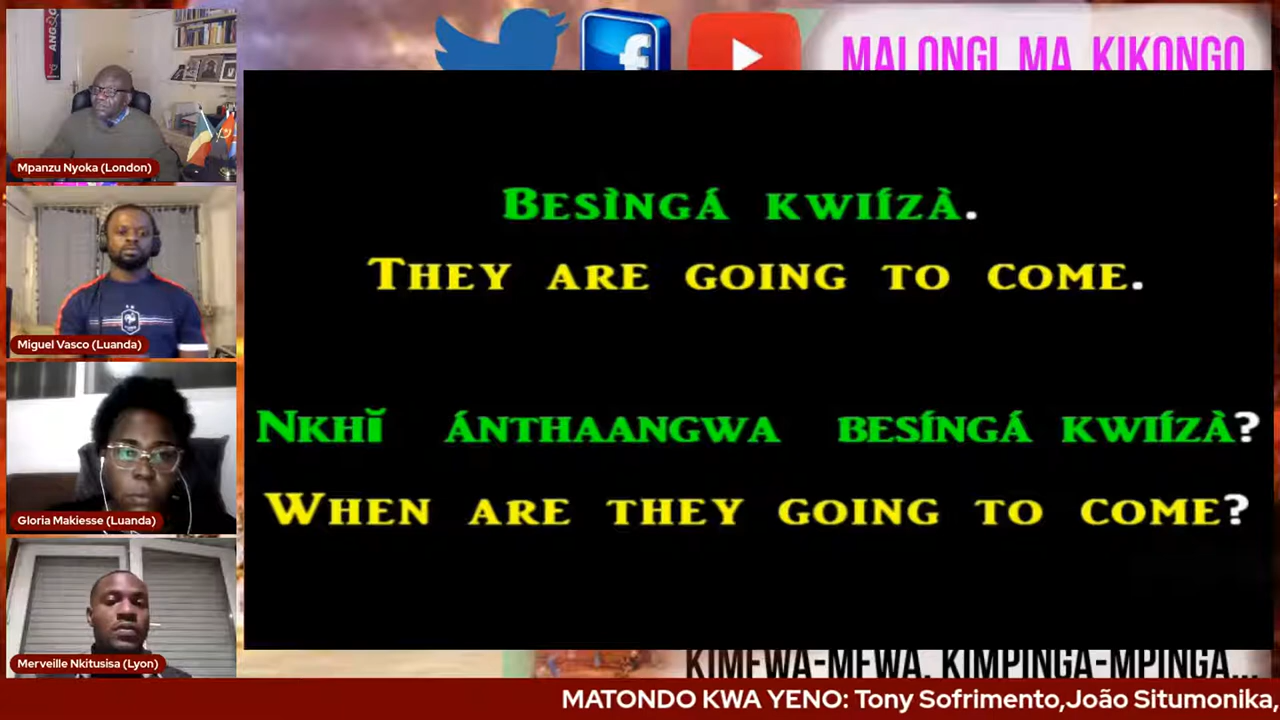 MALONGI MA KIKONGO
ANGO
Mpanzu Nyoka (London)
Besìngá kwiízà.
They are going to come.
Miguel Vasco (Luanda)
Nkhĭ ánthaangwa besíngá kwiízà?
When are they going to come?
Gloria Makiesse (Luanda)
Merveille Nkitusisa (Lyon)
KIMFWA-MFWA, KIMPINGA-MPINGA...
MATONDO KWA YENO: Tony Sofrimento,João Situmonika,